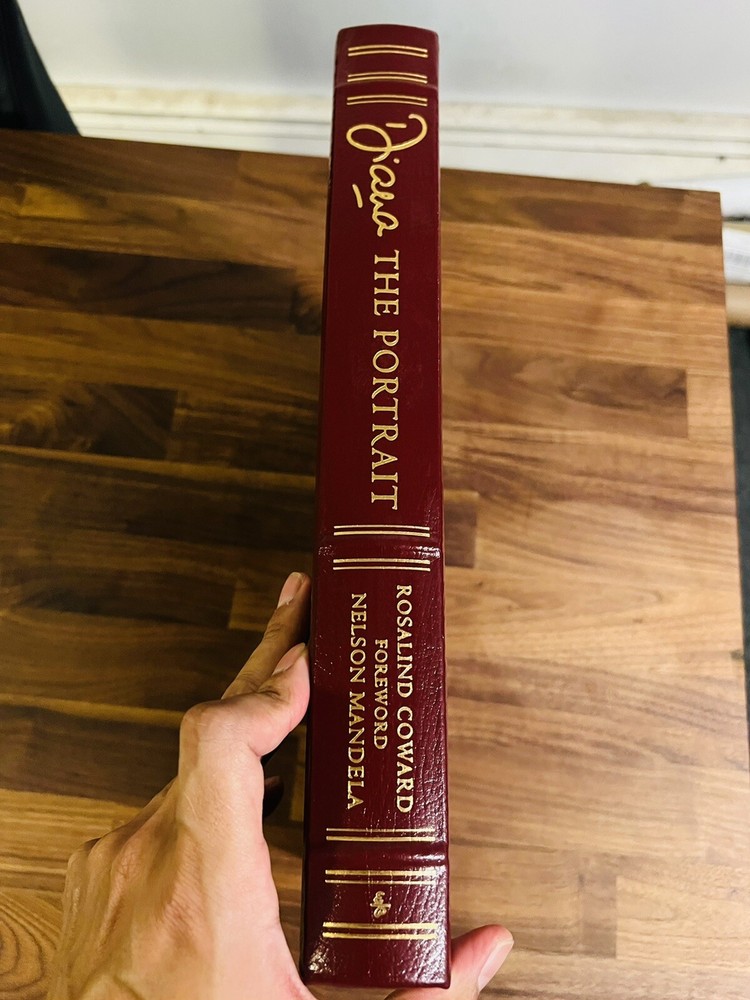 Diana THE PORTRAIT
ROSALIND COWARD
FOREWORD
NELSON MANDELA